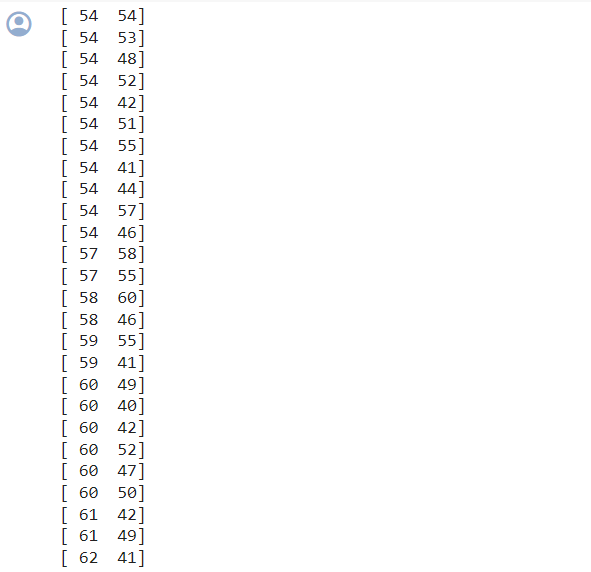 [ 54  54]
[ 54  53]
[ 54  48]
[ 54  52]
[ 54  42]
[ 54  51]
[ 54  55]
[ 54  41]
[ 54  44]
[ 54  57]
[ 54  46]
[ 57  58]
[ 57  55]
[ 58  60]
[ 58  46]
[ 59  55]
[ 59  41]
[ 60  49]
[ 60  40]
[ 60  42]
[ 60  52]
[ 60  47]
[ 60  50]
[ 61  42]
[ 61  49]
[ 62  41]